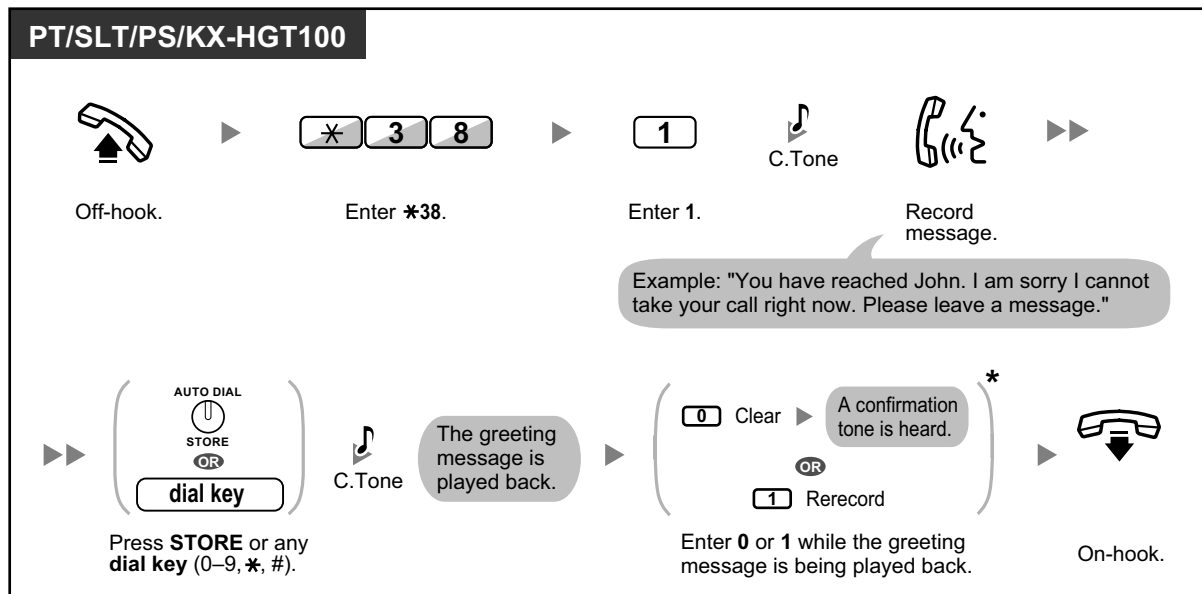 PT/SLT/PS/KX-HGT100
* 3 8
1
C.Tone
Off-hook.
Enter *38.
Enter 1.
Record
message.
Example: "You have reached John. I am sorry I cannot
take your call right now. Please leave a message."
AUTO DIAL
STORE
OR
dial key
C.Tone
The greeting
message is
played back.
0 Clear
A confirmation
tone is heard.
*
OR
1 Rerecord
Press STORE or any
dial key (0–9, *, #).
Enter 0 or 1 while the greeting
message is being played back.
On-hook.